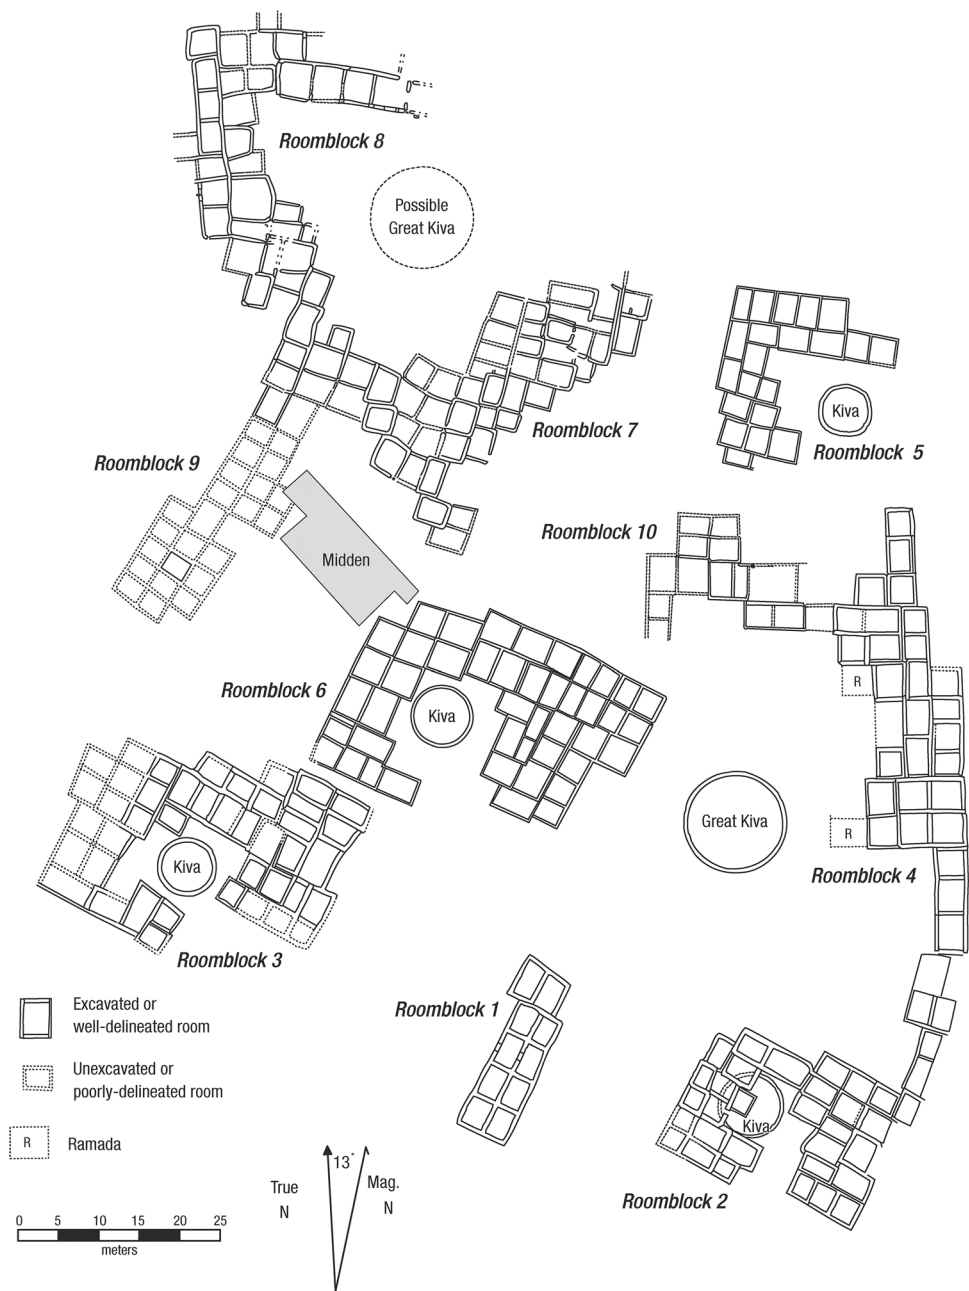 Roomblock 8
Possible
Great Kiva
Roomblock 7
Kiva
Roomblock 5
Roomblock 9
Roomblock 10
Midden
R
Roomblock 6
Kiva
Great Kiva
R
Kiva
Roomblock 4
Roomblock 3
Roomblock 1
Excavated or
well-delineated room
Unexcavated or
poorly-delineated room
R
Ramada
Kiva
Roomblock 2
13°
True
N
Mag.
N
0 5 10 15 20 25
meters